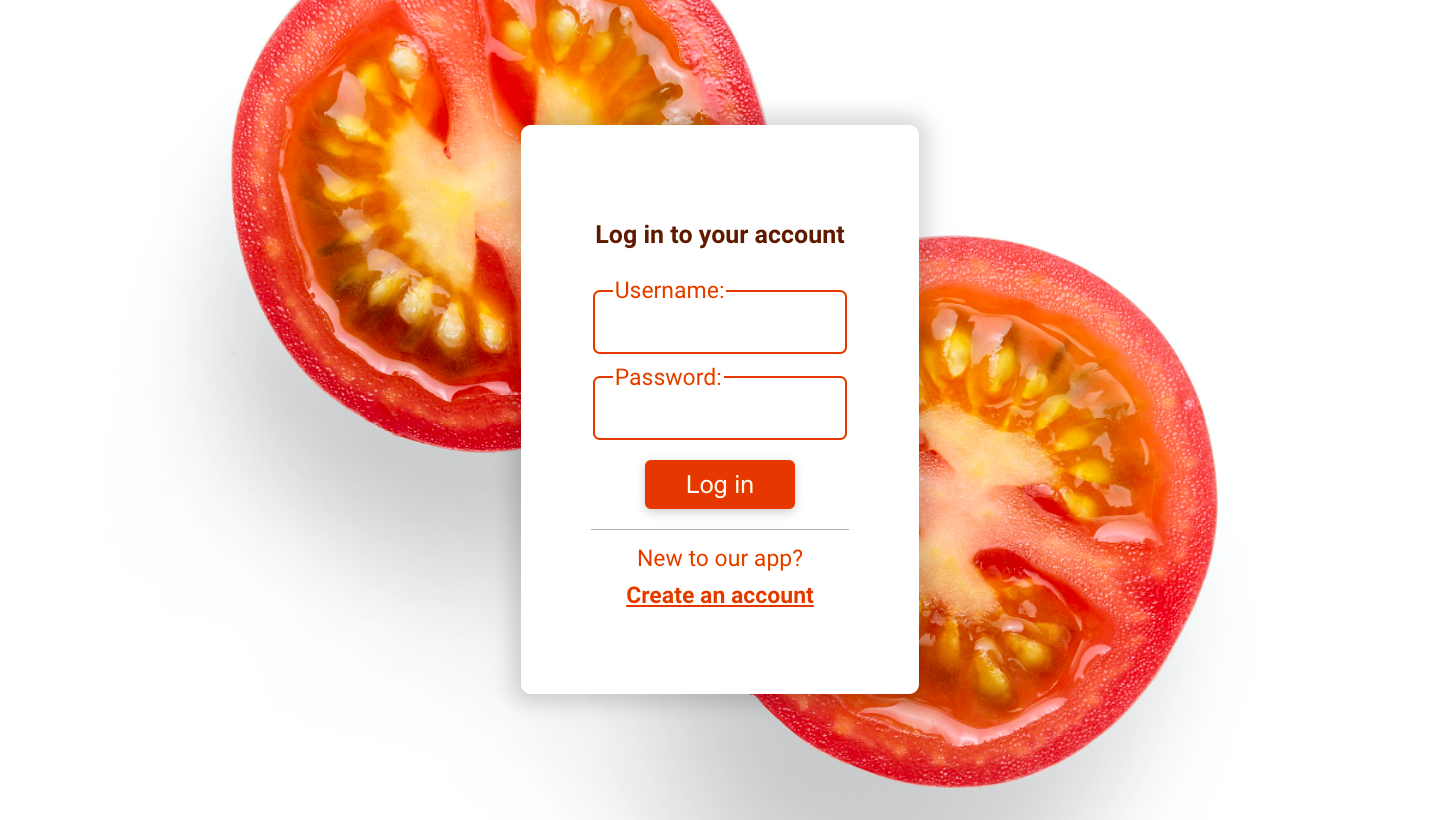 Log in to your account
Username:
Password:
Log in
New to our app?
Create an account